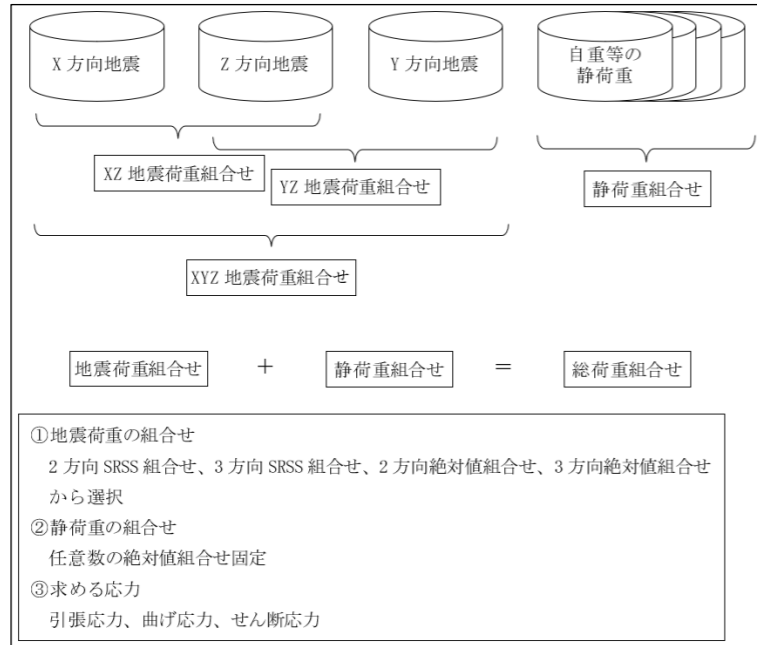 X 方向地震
Z 方向地震
Y 方向地震
自重等の
静荷重
XZ 地震荷重組合せ
YZ 地震荷重組合せ
静荷重組合せ
XYZ 地震荷重組合せ
地震荷重組合せ + 静荷重組合せ = 総荷重組合せ
①地震荷重の組合せ
2 方向 SRSS 組合せ、3 方向 SRSS 組合せ、2 方向絶対値組合せ、3 方向絶対値組合せ
から選択
②静荷重の組合せ
任意数の絶対値組合せ固定
③求める応力
引張応力、曲げ応力、せん断応力